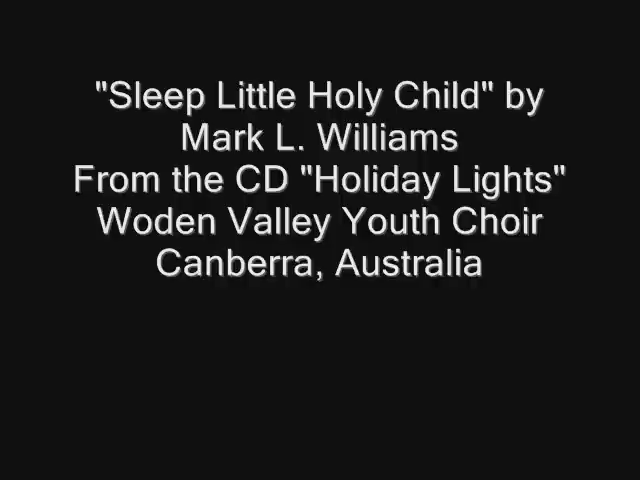 "Sleep Little Holy Child" by
Mark L. Williams
From the CD "Holiday Lights"
Woden Valley Youth Choir
Canberra, Australia